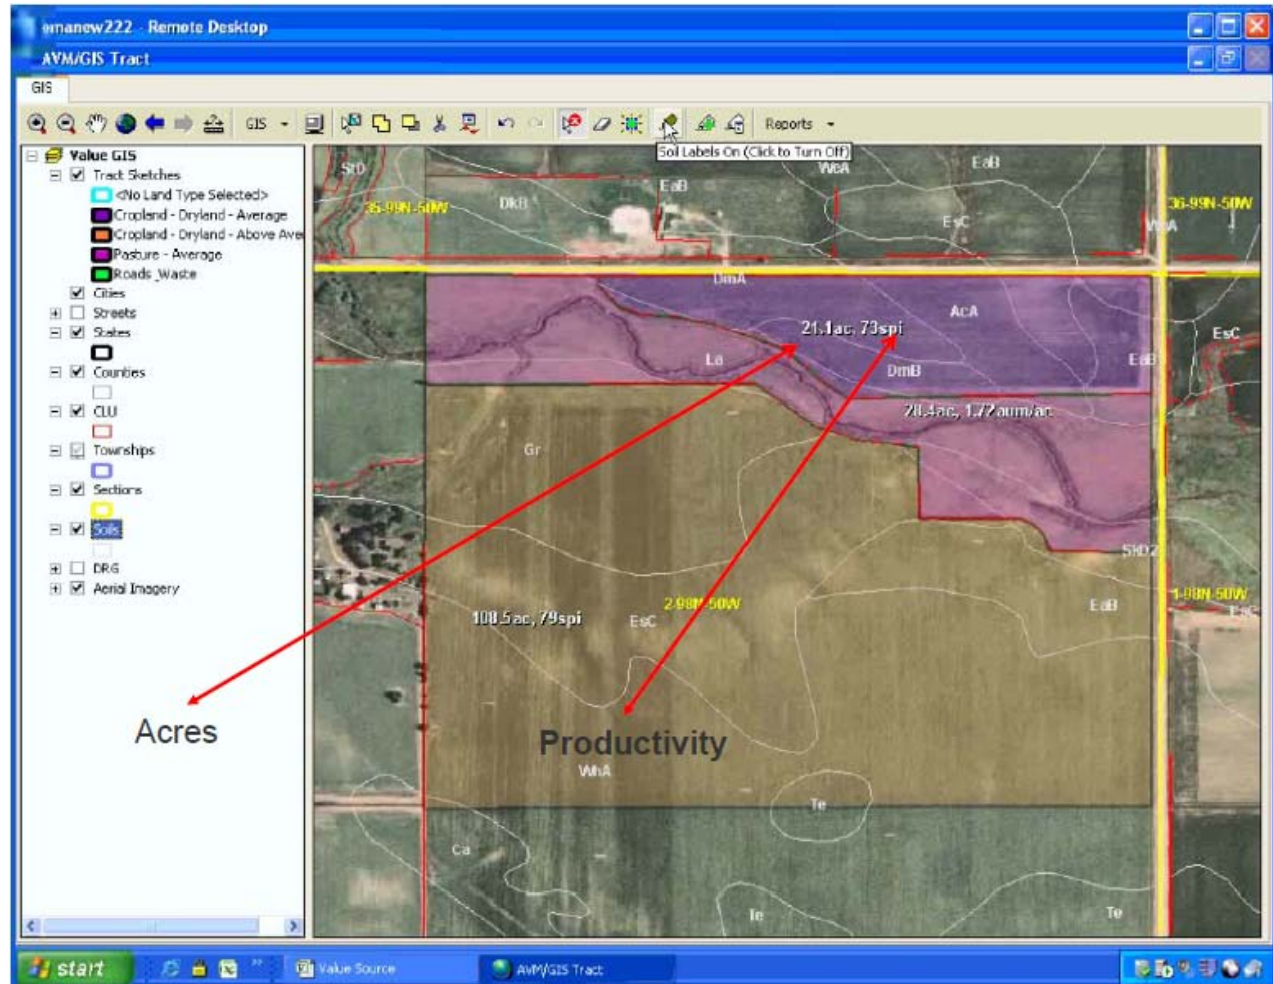 emanew222 - Remote Desktop
AVM/GIS Tract
GIS
GIS
Reports
Soil Labels On (Click to Turn Off)
Value GIS
Tract Sketches
<No Land Type Selected>
Cropland - Dryland - Average
Cropland - Dryland - Above Ave
Pasture - Average
Roads_Waste
Cities
Streets
States
Counties
CLU
Townships
Sections
Soils
DRG
Aerial Imagery
StD
WbA
EaB
EaB
35-99N-50W
DkB
EsC
36-99N-50W
DmA
AcA
21.1ac, 73spi
EsC
La
EaB
DmB
28.4ac, 1.72aum/ac
Gr
1-98N-50W
2-98N-50W
EaB
EsC
108.5ac, 79spi
EsC
Acres
Productivity
WhA
Te
Ca
Te
Te
start
Value Source
AVM/GIS Tract